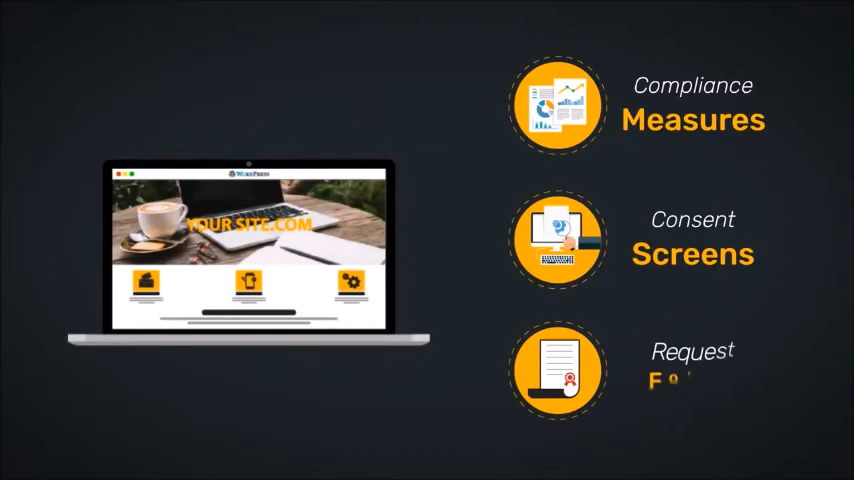 WORDPRESS
YOUR SITE.COM
Compliance
Measures
Consent
Screens
Request